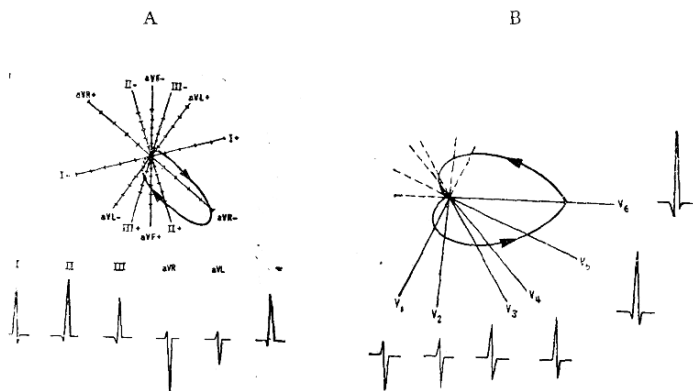 A
B
aVF-
II-
III-
aVR+
aVL+
I+
I-
aVL-
III+
aVF+
II+
aVR-
I
II
III
aVR
aVL
V6
V5
V4
V3
V2
V1